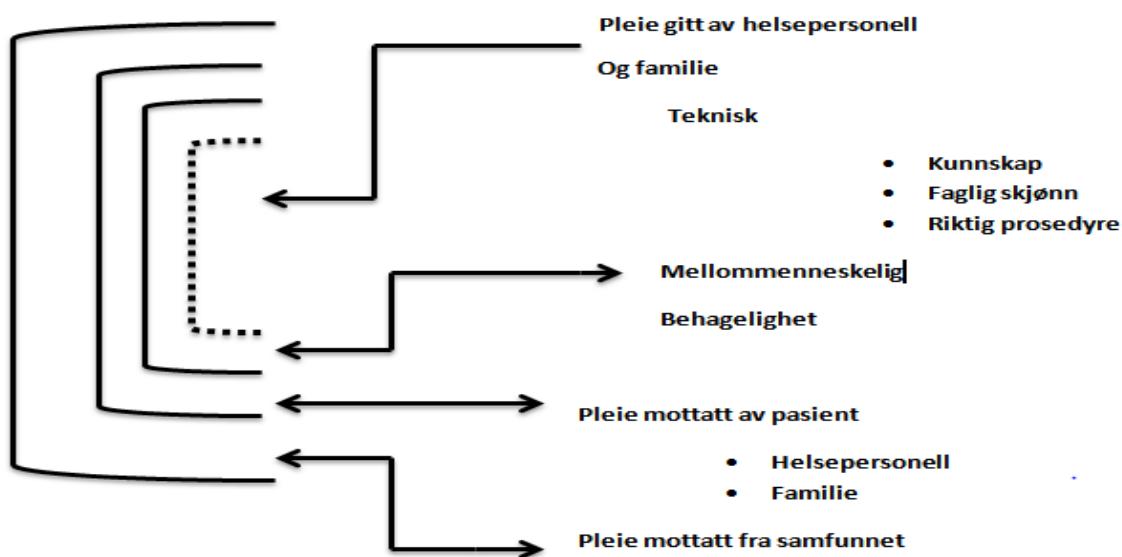 Pleie gitt av helsepersonell
Og familie
Teknisk
• Kunnskap
• Faglig skjønn
• Riktig prosedyre
Mellommenneskelig
Behagelighet
Pleie mottatt av pasient
• Helsepersonell
• Familie
Pleie mottatt fra samfunnet